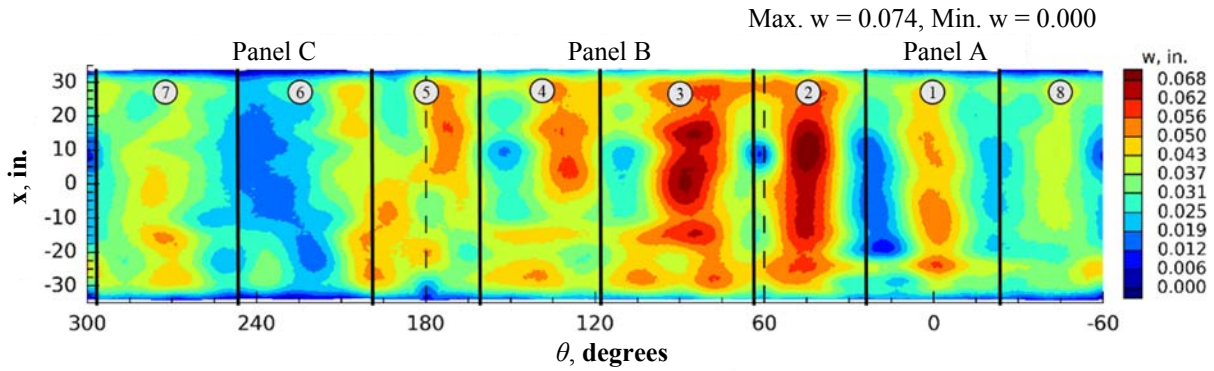 Max. w = 0.074, Min. w = 0.000
Panel C Panel B Panel A
w, in.
7 6 5 4 3 2 1 8
30
20
10
0
-10
-20
-30
x, in.
0.068
0.062
0.056
0.050
0.043
0.037
0.031
0.025
0.019
0.012
0.006
0.000
300 240 180 120 60 0 -60
θ, degrees